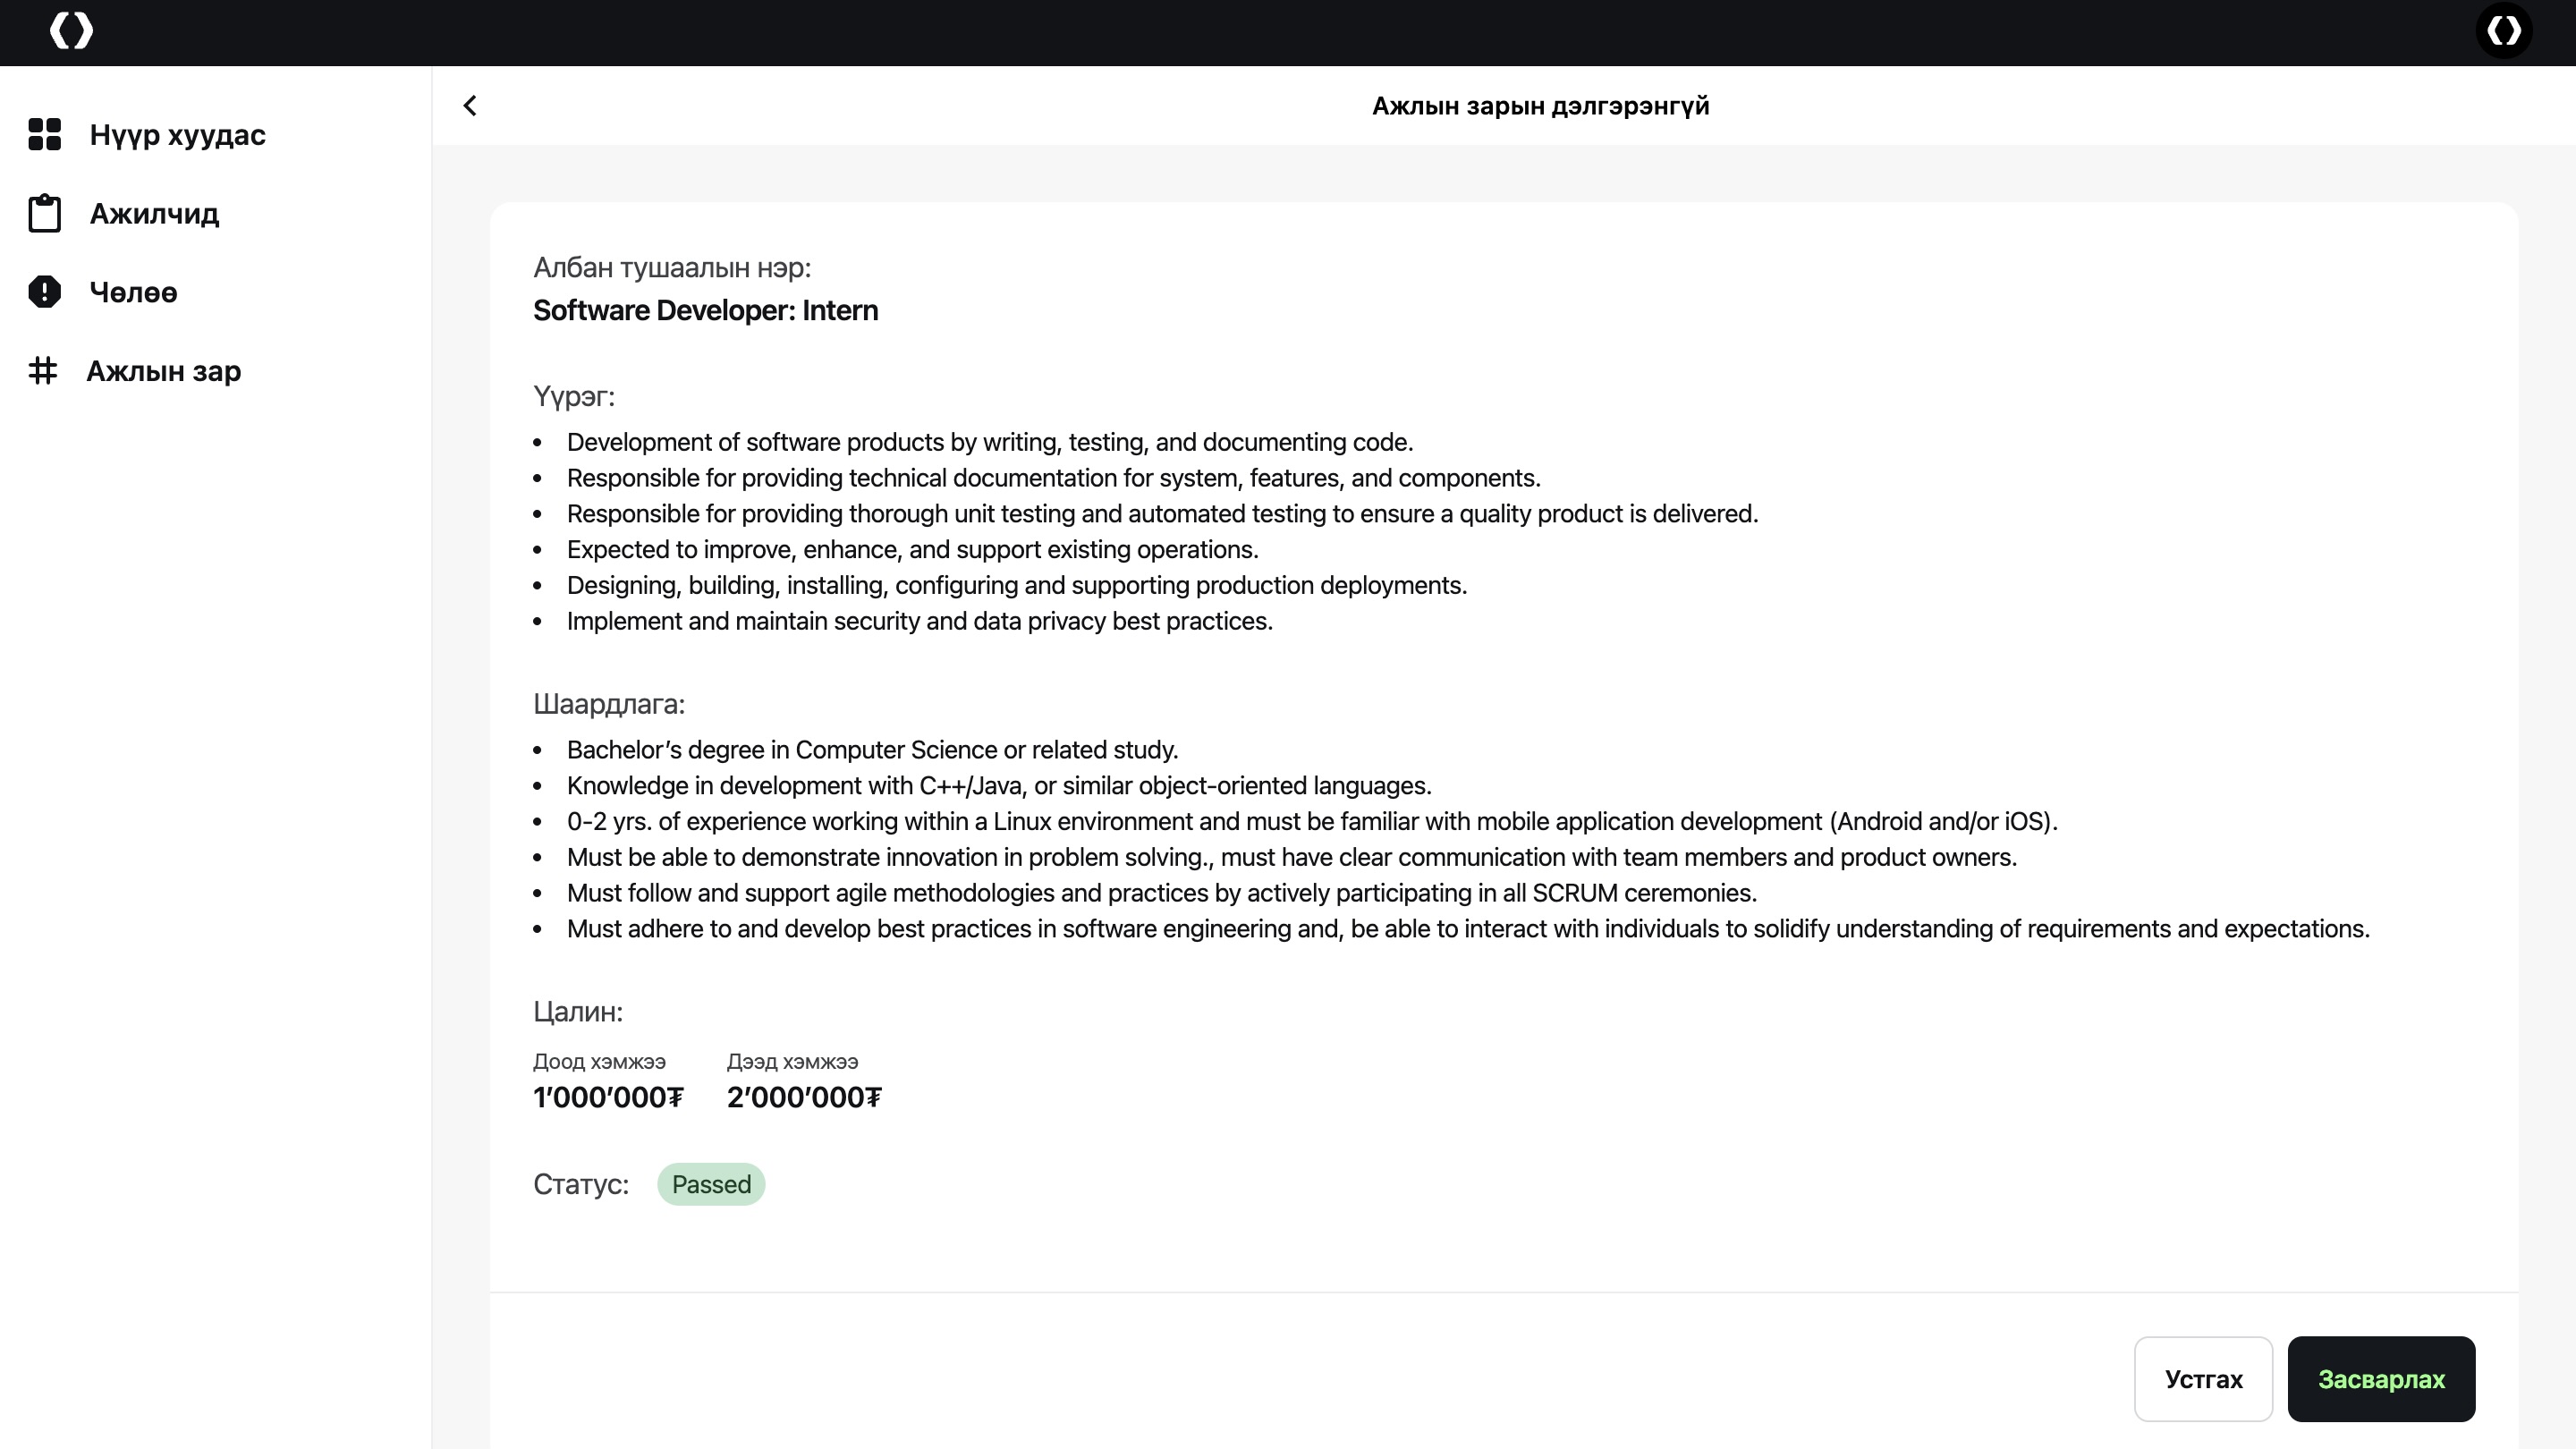 Ажлын зарын дэлгэрэнгүй
Нүүр хуудас
Ажилчид
Чөлөө
Ажлын зар
Албан тушаалын нэр:
Software Developer: Intern
Үүрэг:
• Development of software products by writing, testing, and documenting code.
• Responsible for providing technical documentation for system, features, and components.
• Responsible for providing thorough unit testing and automated testing to ensure a quality product is delivered.
• Expected to improve, enhance, and support existing operations.
• Designing, building, installing, configuring and supporting production deployments.
• Implement and maintain security and data privacy best practices.
Шаардлага:
• Bachelor’s degree in Computer Science or related study.
• Knowledge in development with C++/Java, or similar object-oriented languages.
• 0-2 yrs. of experience working within a Linux environment and must be familiar with mobile application development (Android and/or iOS).
• Must be able to demonstrate innovation in problem solving., must have clear communication with team members and product owners.
• Must follow and support agile methodologies and practices by actively participating in all SCRUM ceremonies.
• Must adhere to and develop best practices in software engineering and, be able to interact with individuals to solidify understanding of requirements and expectations.
Цалин:
Доод хэмжээ Дээд хэмжээ
1’000’000₮ 2’000’000₮
Статус: Passed
Устгах Засварлах